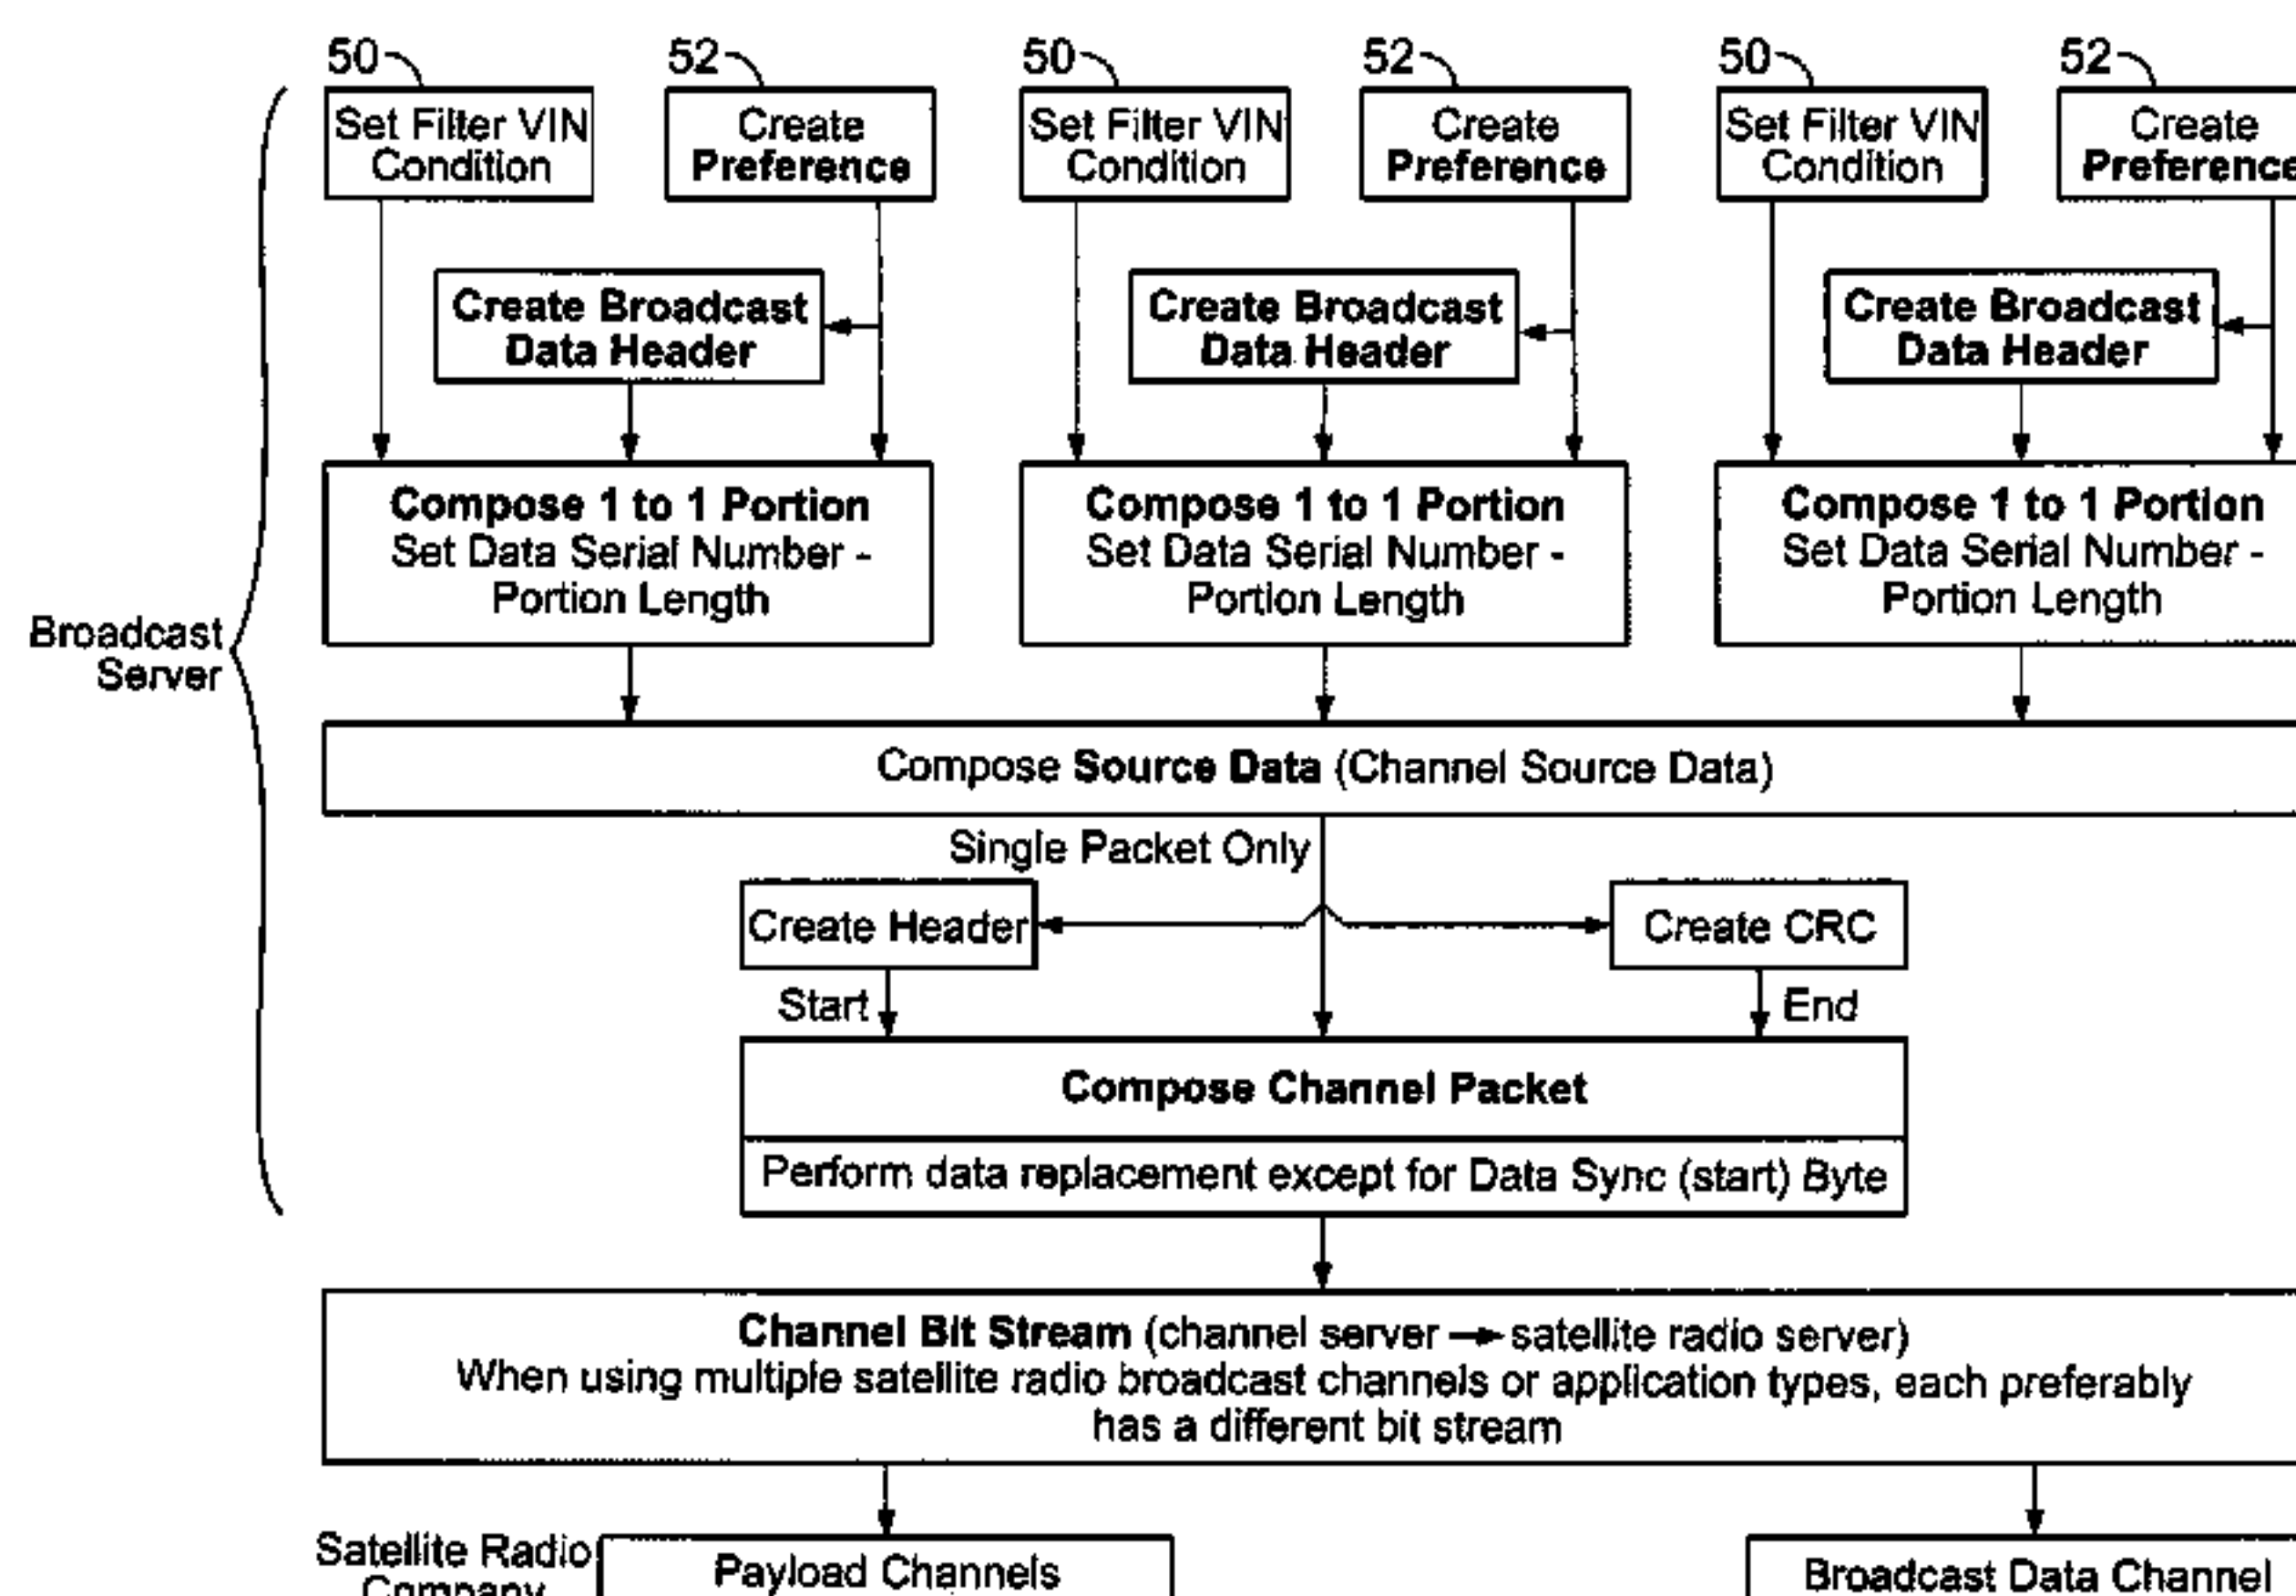 50
52
50
52
50
52
Set Filter VIN
Condition
Create
Preference
Set Filter VIN
Condition
Create
Preference
Set Filter VIN
Condition
Create
Preference
Create Broadcast
Data Header
Create Broadcast
Data Header
Create Broadcast
Data Header
Compose 1 to 1 Portion
Set Data Serial Number -
Portion Length
Compose 1 to 1 Portion
Set Data Serial Number -
Portion Length
Compose 1 to 1 Portion
Set Data Serial Number -
Portion Length
Broadcast
Server
Compose Source Data (Channel Source Data)
Single Packet Only
Create Header
Create CRC
Start
End
Compose Channel Packet
Perform data replacement except for Data Sync (start) Byte
Channel Bit Stream (channel server → satellite radio server)
When using multiple satellite radio broadcast channels or application types, each preferably
has a different bit stream
Satellite Radio
Company
Payload Channels
Broadcast Data Channel